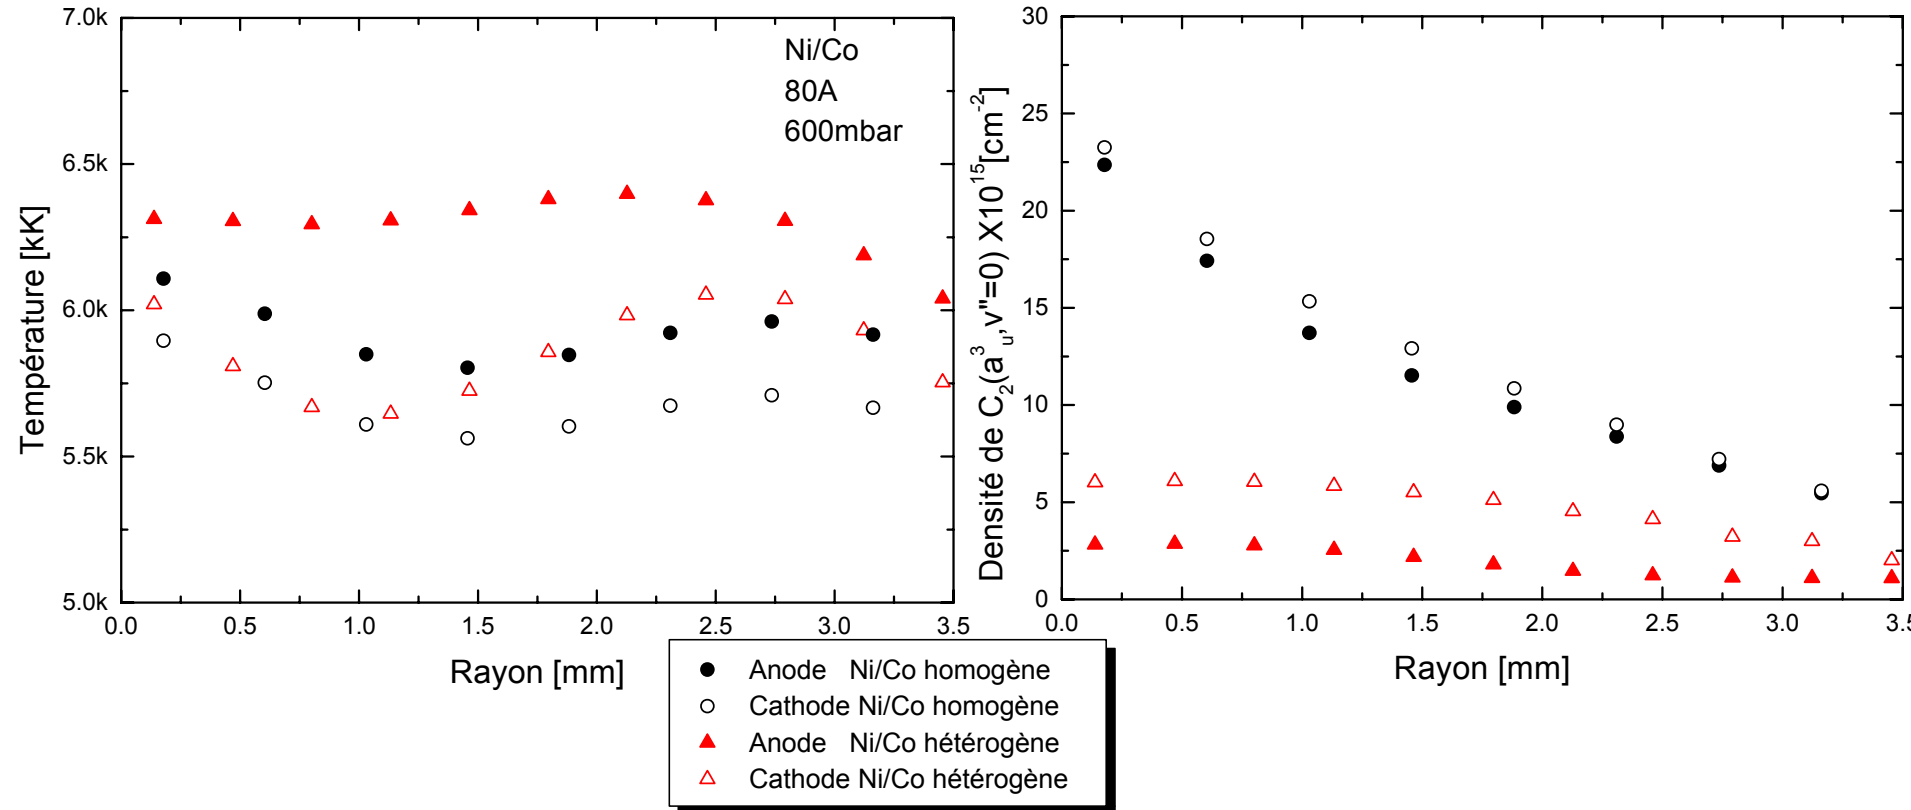 7.0k
6.5k
6.0k
5.5k
5.0k
Température [kK]
Ni/Co
80A
600mbar
0.0 0.5 1.0 1.5 2.0 2.5 3.0 3.5
Rayon [mm]
30
25
20
15
10
5
0
Densité de C₂(a³ᵤ,v"=0) X10¹⁵[cm⁻²]
0.0 0.5 1.0 1.5 2.0 2.5 3.0 3.5
Rayon [mm]
Anode Ni/Co homogène
Cathode Ni/Co homogène
Anode Ni/Co hétérogène
Cathode Ni/Co hétérogène